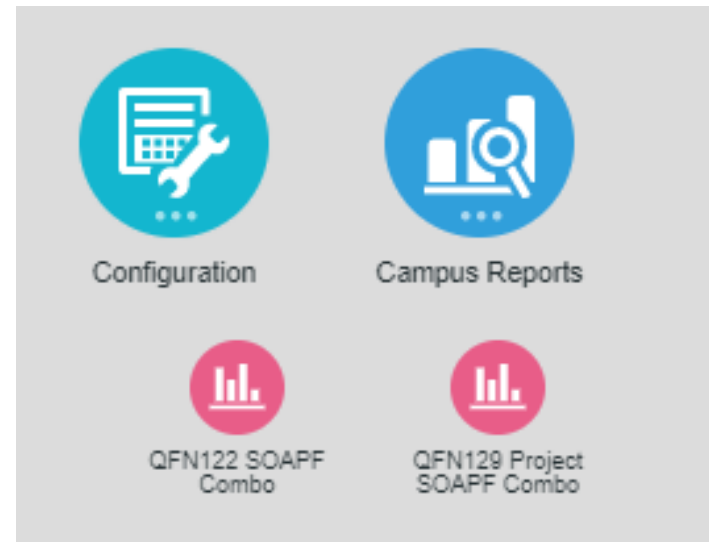 Configuration
Campus Reports
QFN122 SOAPF
Combo
QFN129 Project
SOAPF Combo